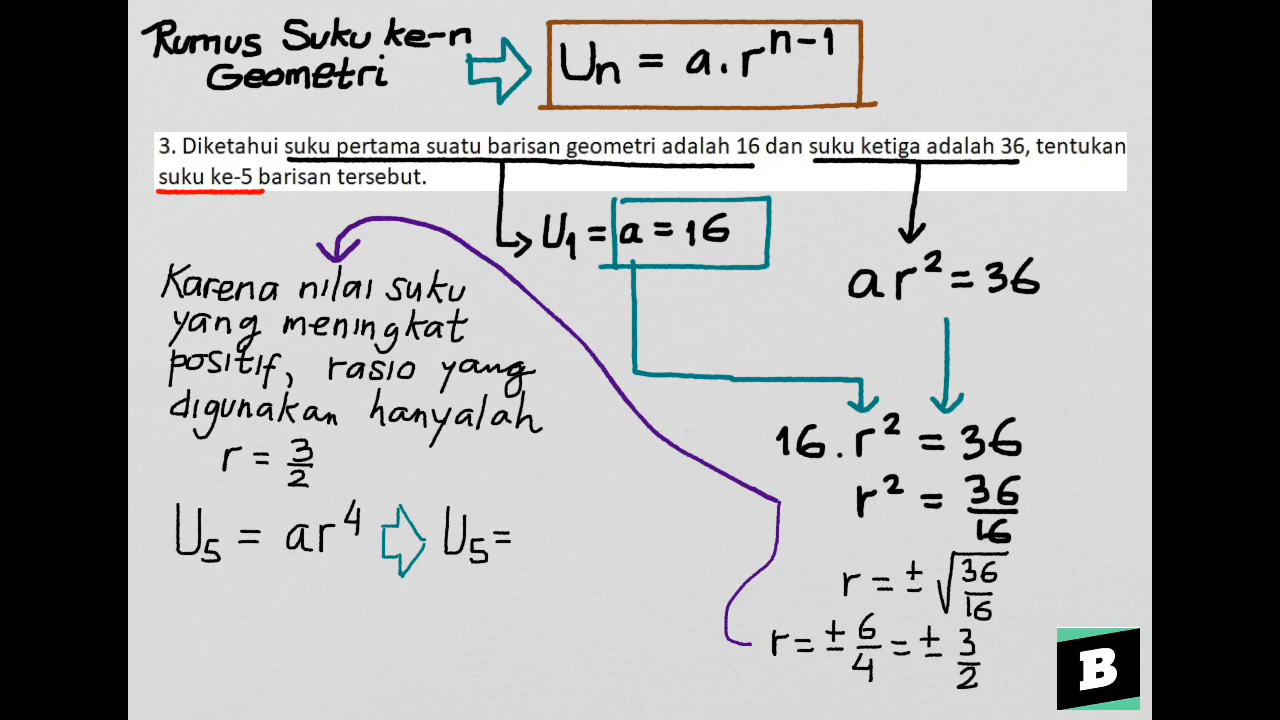 Rumus Suku ke-n
Geometri
Un = a . r^n-1
3. Diketahui suku pertama suatu barisan geometri adalah 16 dan suku ketiga adalah 36, tentukan
suku ke-5 barisan tersebut.
U1 = a = 16
ar² = 36
Karena nilai suku
yang meningkat
positif, rasio yang
digunakan hanyalah
r = 3/2
16 . r² = 36
r² = 36/16
r = ± √36/16
r = ± 6/4 = ± 3/2
U5 = ar⁴
U5 =
B